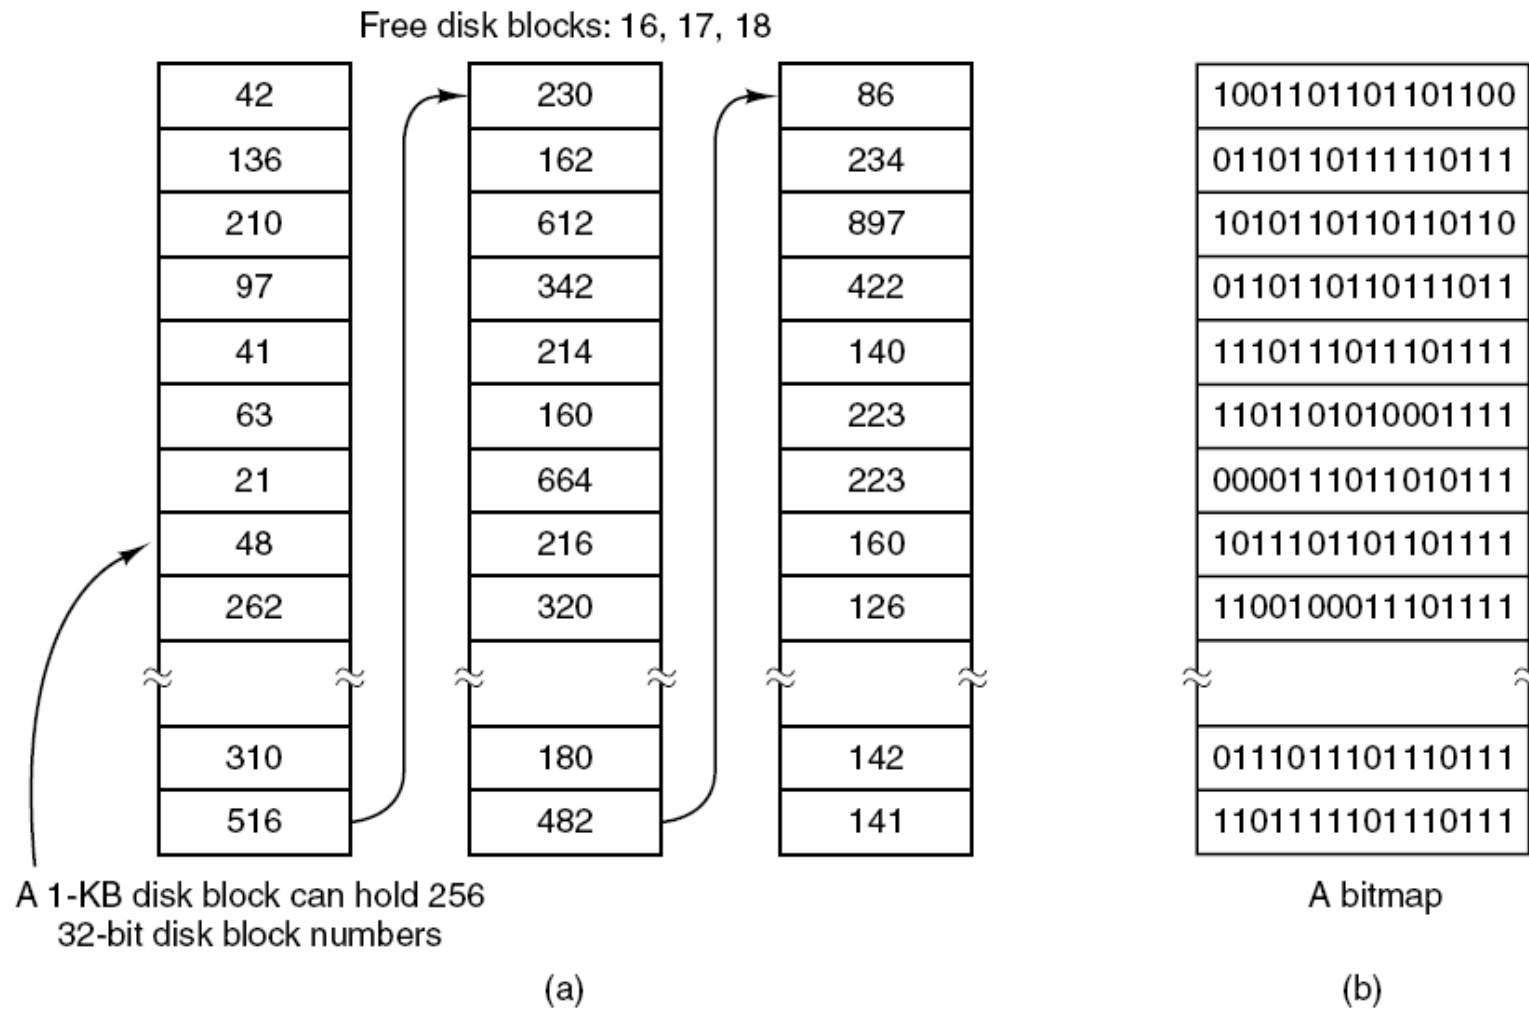 Free disk blocks: 16, 17, 18
42 230 86 1001101101101100
136 162 234 0110110111110111
210 612 897 1010110110110110
97 342 422 0110110110111011
41 214 140 1110111011101111
63 160 223 1101101010001111
21 664 223 0000111011010111
48 216 160 1011101101101111
262 320 126 1100100011101111
310 180 142 0111011101110111
516 482 141 1101111101110111
A 1-KB disk block can hold 256
32-bit disk block numbers
A bitmap
(a) (b)